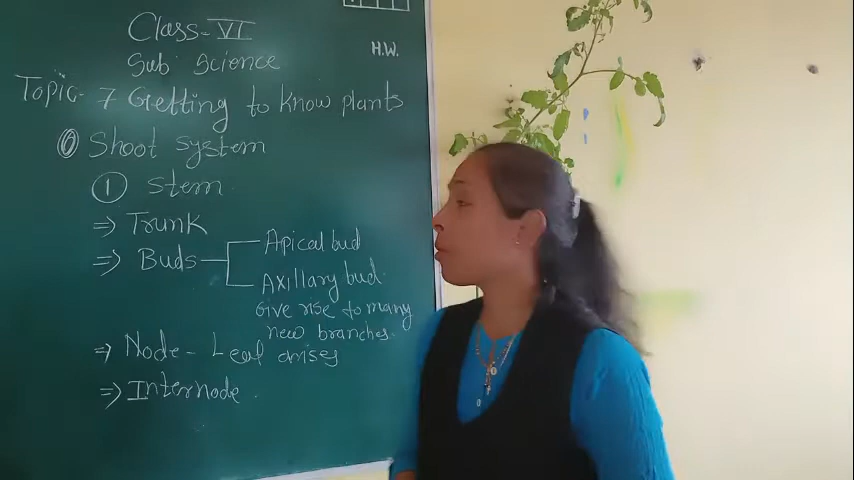 Class-VI
H.W.
Sub Science
Topic- 7 Getting to Know plants
Shoot system
① Stem
⇒ Trunk
⇒ Buds
Apical bud
Axillary bud
Give rise to many
new branches.
⇒ Node - Leaf arises
⇒ Internode